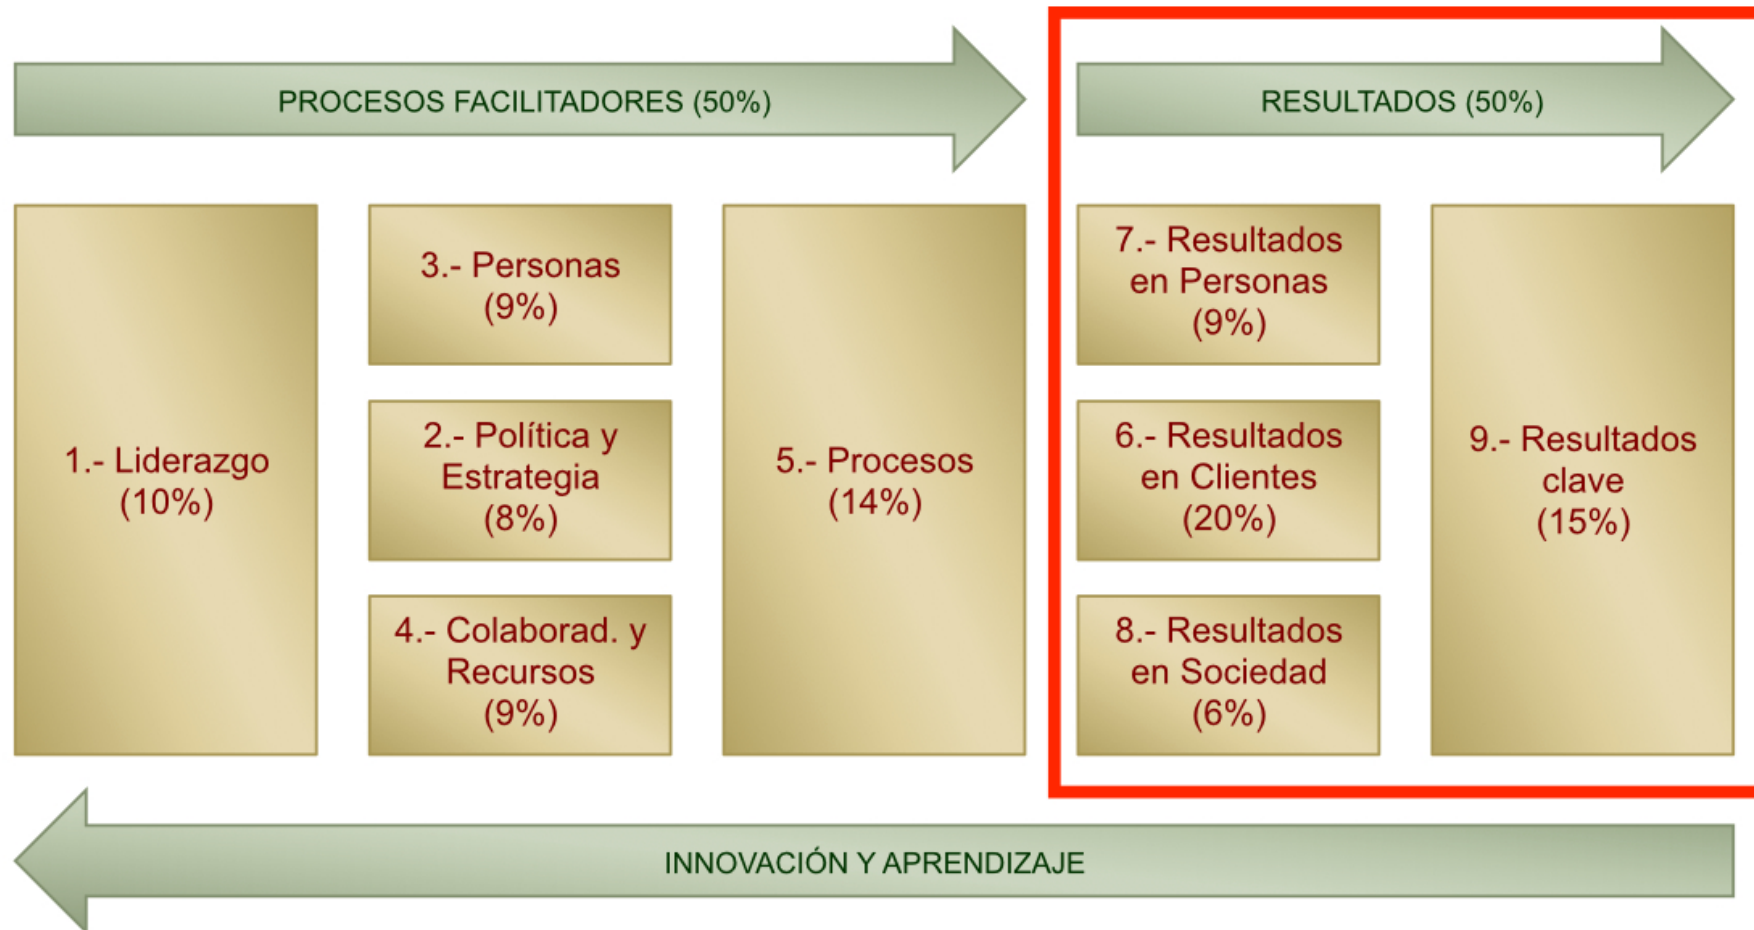 PROCESOS FACILITADORES (50%)
RESULTADOS (50%)
1.- Liderazgo
(10%)
3.- Personas
(9%)
2.- Política y
Estrategia
(8%)
4.- Colaborad. y
Recursos
(9%)
5.- Procesos
(14%)
7.- Resultados
en Personas
(9%)
6.- Resultados
en Clientes
(20%)
8.- Resultados
en Sociedad
(6%)
9.- Resultados
clave
(15%)
INNOVACIÓN Y APRENDIZAJE